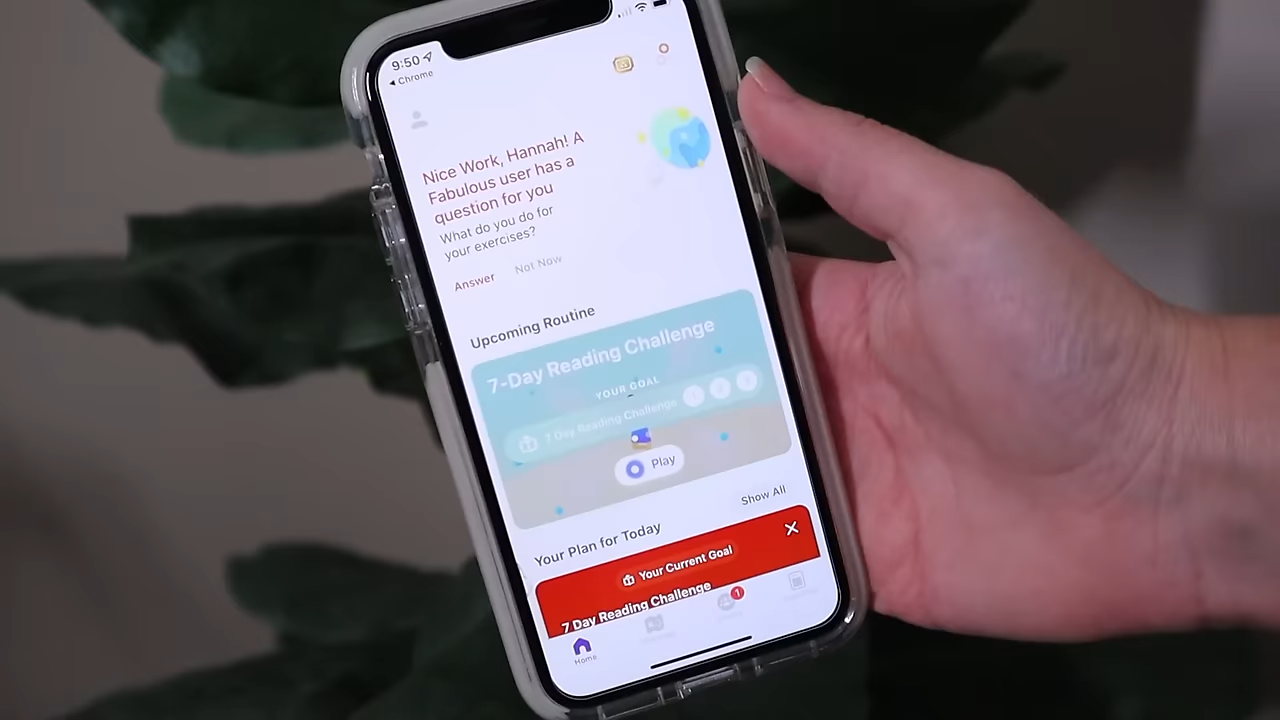 9:50
◀ Chrome
Nice Work, Hannah! A
Fabulous user has a
question for you
What do you do for
your exercises?
Answer Not Now
Upcoming Routine
7-Day Reading Challenge
YOUR GOAL
7 Day Reading Challenge
Play
Your Plan for Today Show All
Your Current Goal
7 Day Reading Challenge
1
Home